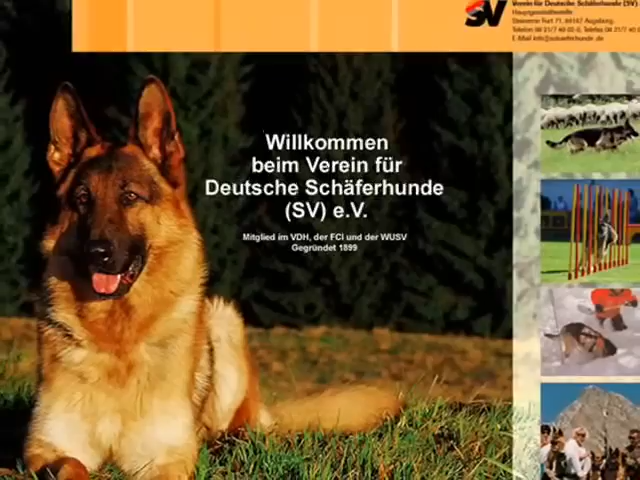 SV
Verein für Deutsche Schäferhunde (SV)
Hauptgeschäftsstelle
Willkommen
beim Verein für
Deutsche Schäferhunde
(SV) e.V.
Mitglied im VDH, der FCI und der WUSV
Gegründet 1899